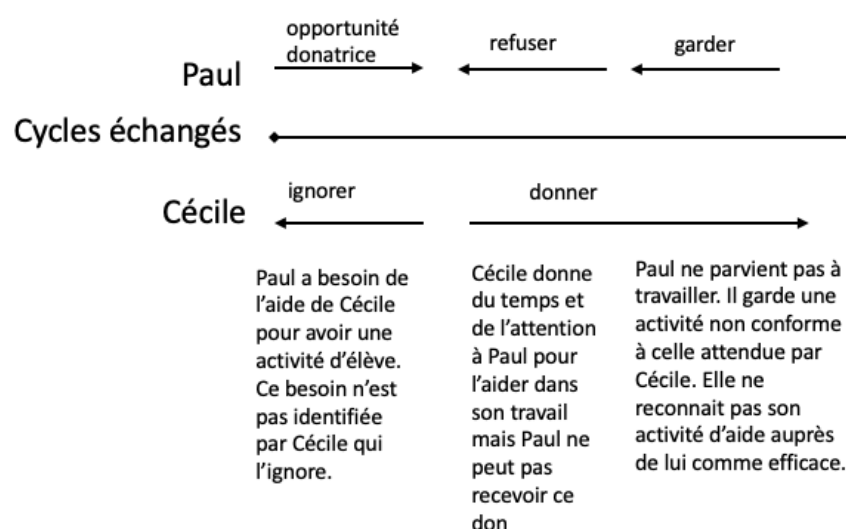 opportunité
donatrice
refuser
garder
Paul
Cycles échangés
ignorer
donner
Cécile
Paul a besoin de
l'aide de Cécile
pour avoir une
activité d'élève.
Ce besoin n'est
pas identifiée
par Cécile qui
l'ignore.
Cécile donne
du temps et
de l'attention
à Paul pour
l'aider dans
son travail
mais Paul ne
peut pas
recevoir ce
don
Paul ne parvient pas à
travailler. Il garde une
activité non conforme
à celle attendue par
Cécile. Elle ne
reconnait pas son
activité d'aide auprès
de lui comme efficace.